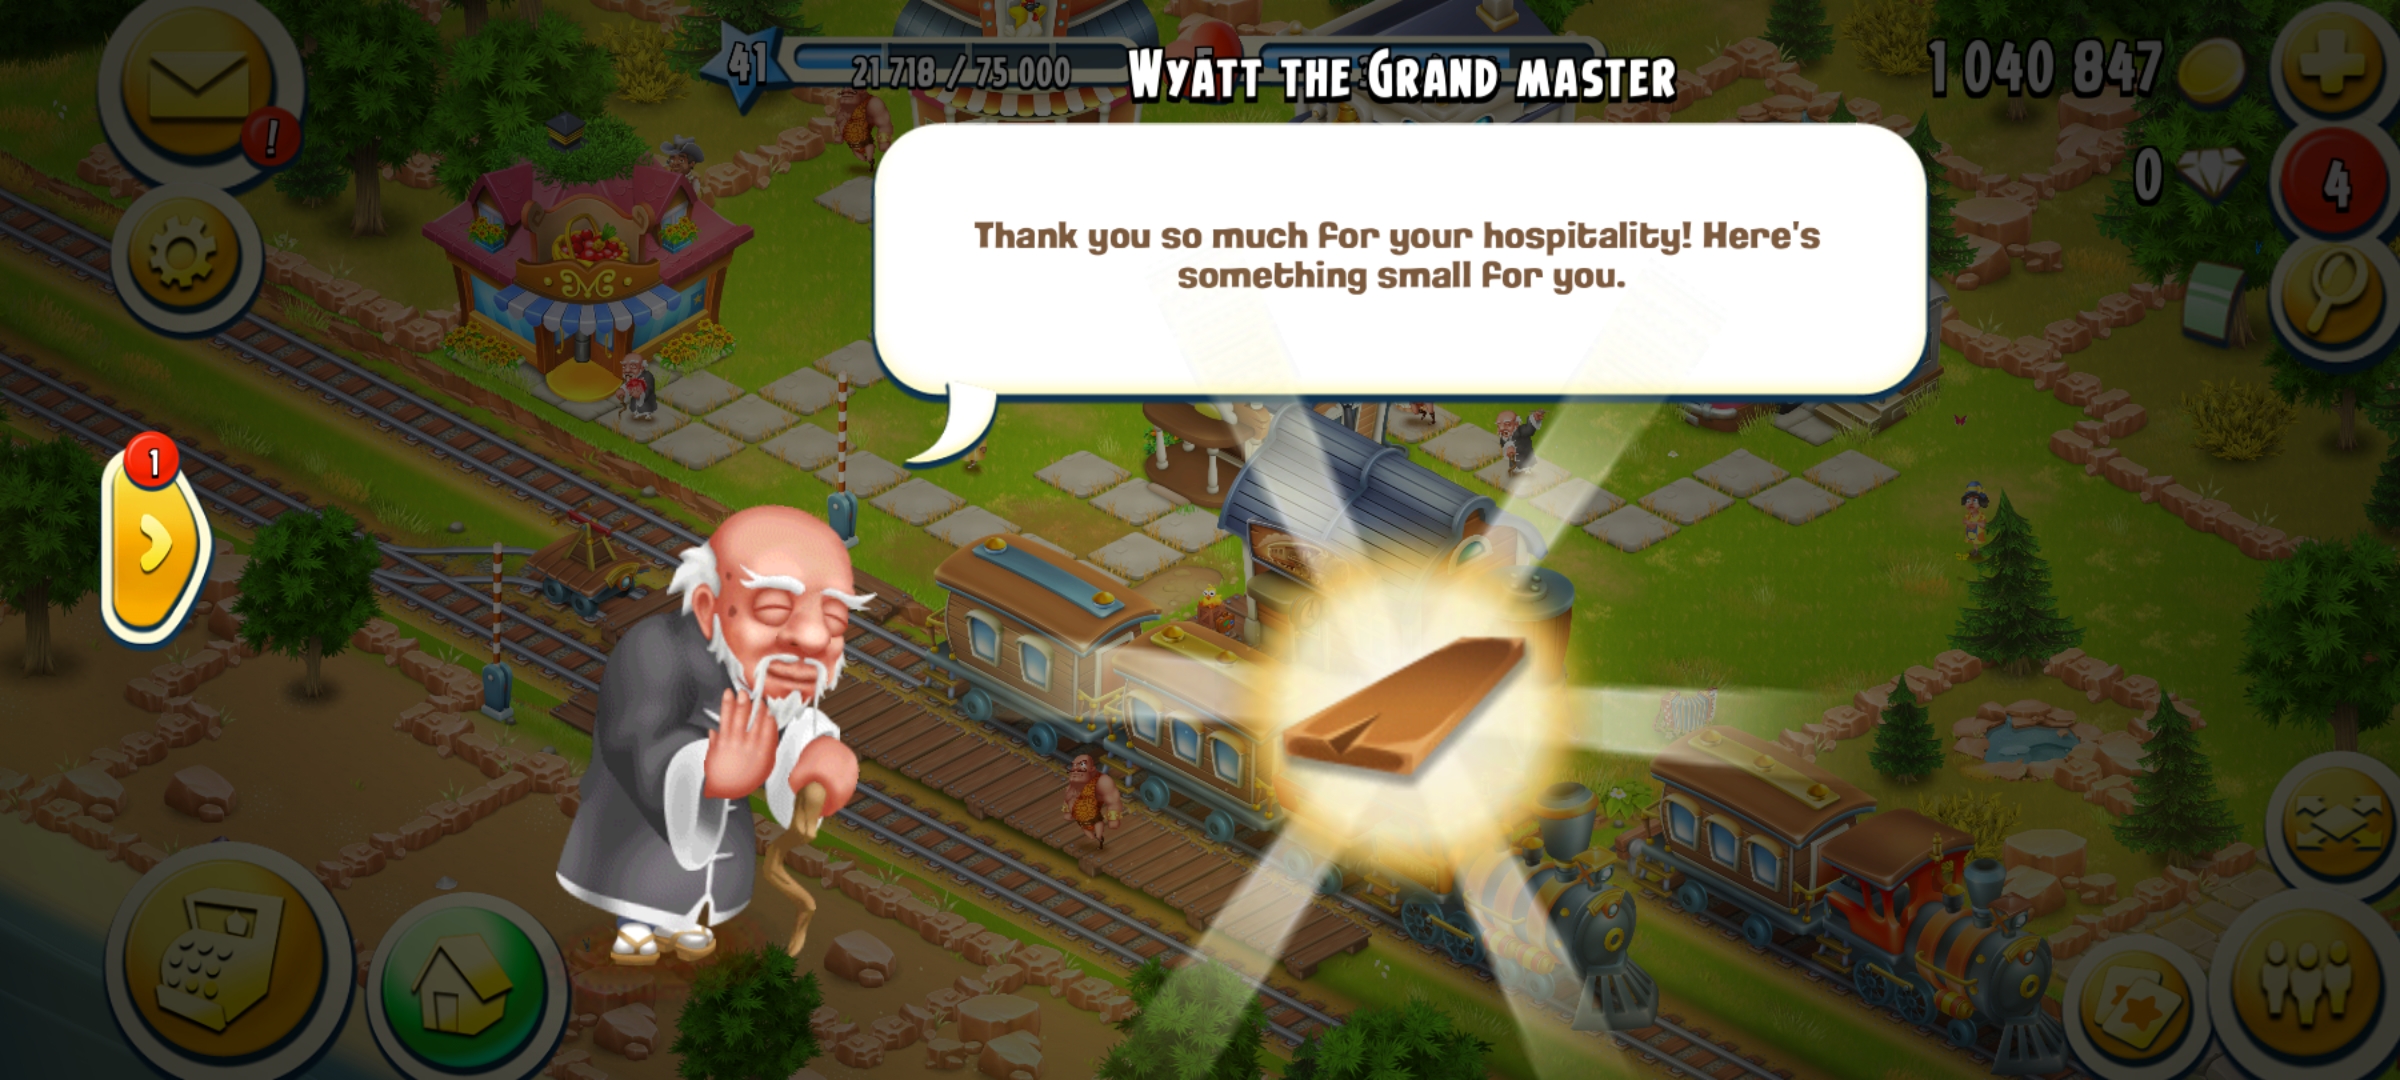 41
21 718 / 75 000
WYATT THE GRAND MASTER
1 040 847
!
0
4
Thank you so much for your hospitality! Here's
something small for you.
1